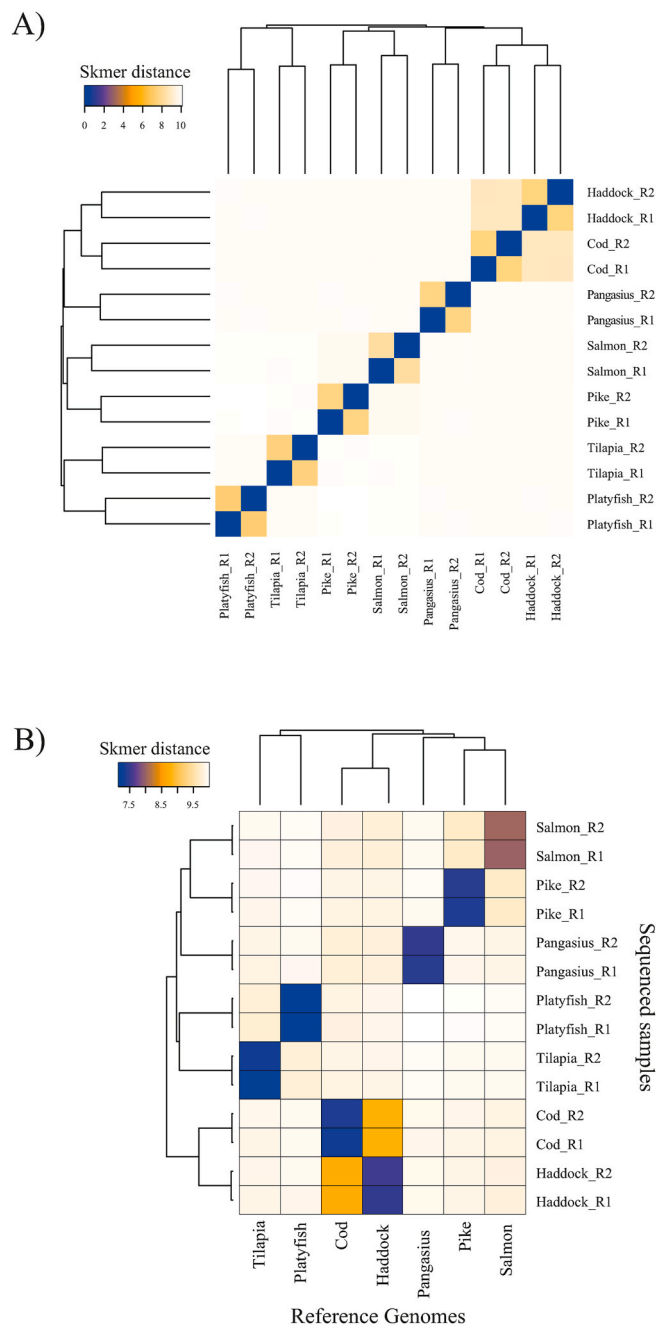 A)
Skmer distance
0 2 4 6 8 10
Haddock_R2
Haddock_R1
Cod_R2
Cod_R1
Pangasius_R2
Pangasius_R1
Salmon_R2
Salmon_R1
Pike_R2
Pike_R1
Tilapia_R2
Tilapia_R1
Platyfish_R2
Platyfish_R1
Platyfish_R1
Platyfish_R2
Tilapia_R1
Tilapia_R2
Pike_R1
Pike_R2
Salmon_R1
Salmon_R2
Pangasius_R1
Pangasius_R2
Cod_R1
Cod_R2
Haddock_R1
Haddock_R2
B)
Skmer distance
7.5 8.5 9.5
Salmon_R2
Salmon_R1
Pike_R2
Pike_R1
Pangasius_R2
Pangasius_R1
Platyfish_R2
Platyfish_R1
Tilapia_R2
Tilapia_R1
Cod_R2
Cod_R1
Haddock_R2
Haddock_R1
Sequenced samples
Tilapia
Platyfish
Cod
Haddock
Pangasius
Pike
Salmon
Reference Genomes